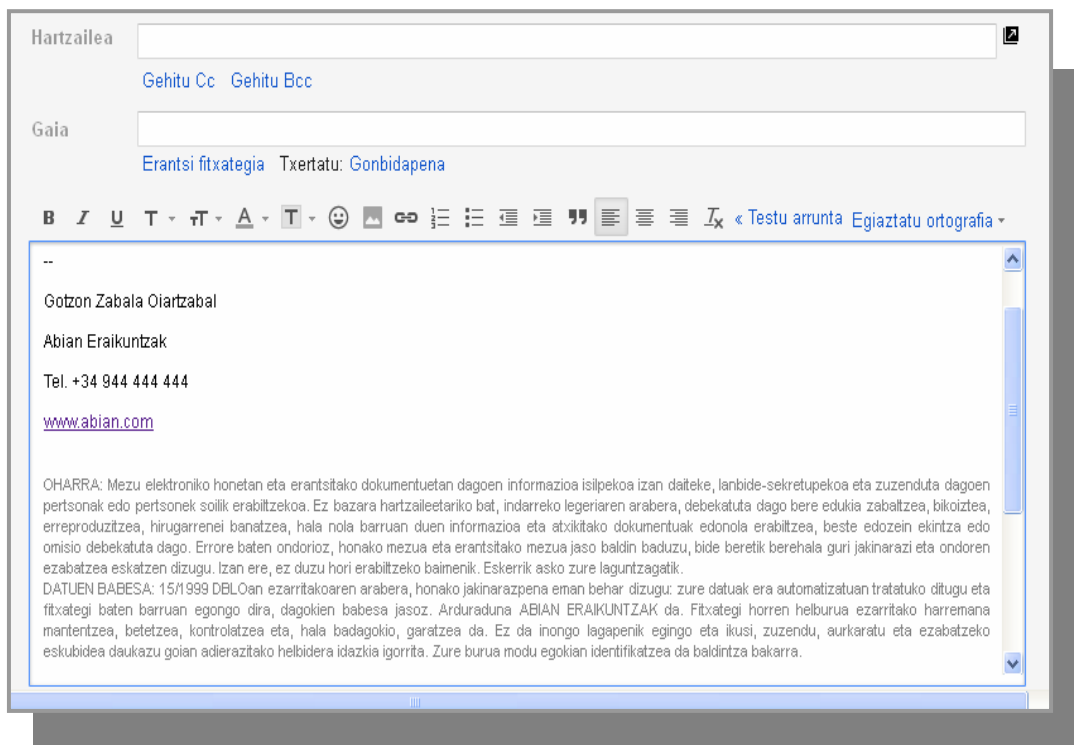 Hartzailea
Gehitu Cc Gehitu Bcc
Gaia
Erantsi fitxategia Txertatu: Gonbidapena
B I U T T A T « Testu arrunta Egiaztatu ortografia
--
Gotzon Zabala Oiartzabal
Abian Eraikuntzak
Tel. +34 944 444 444
www.abian.com
OHARRA: Mezu elektroniko honetan eta erantsitako dokumentuetan dagoen informazioa isilpekoa izan daiteke, lanbide-sekretupekoa eta zuzenduta dagoen
pertsonak edo pertsonek soilik erabiltzekoa. Ez bazara hartzaileetariko bat, indarreko legeriaren arabera, debekatuta dago bere edukia zabaltzea, bikoiztea,
erreproduzitzea, hirugarrenei banatzea, hala nola barruan duen informazioa eta atxikitako dokumentuak edonola erabiltzea, beste edozein ekintza edo
omisio debekatuta dago. Errore baten ondorioz, honako mezua eta erantsitako mezua jaso baldin baduzu, bide beretik berehala guri jakinarazi eta ondoren
ezabatzea eskatzen dizugu. Izan ere, ez duzu hori erabiltzeko baimenik. Eskerrik asko zure laguntzagatik.
DATUEN BABESA: 15/1999 DBLOan ezarritakoaren arabera, honako jakinarazpena eman behar dizugu: zure datuak era automatizatuan tratatuko ditugu eta
fitxategi baten barruan egongo dira, dagokien babesa jasoz. Arduraduna ABIAN ERAIKUNTZAK da. Fitxategi horren helburua ezarritako harremana
mantentzea, betetzea, kontrolatzea eta, hala badagokio, garatzea da. Ez da inongo lagapenik egingo eta ikusi, zuzendu, aurkaratu eta ezabatzeko
eskubidea daukazu goian adierazitako helbidera idazkia igorrita. Zure burua modu egokian identifikatzea da baldintza bakarra.